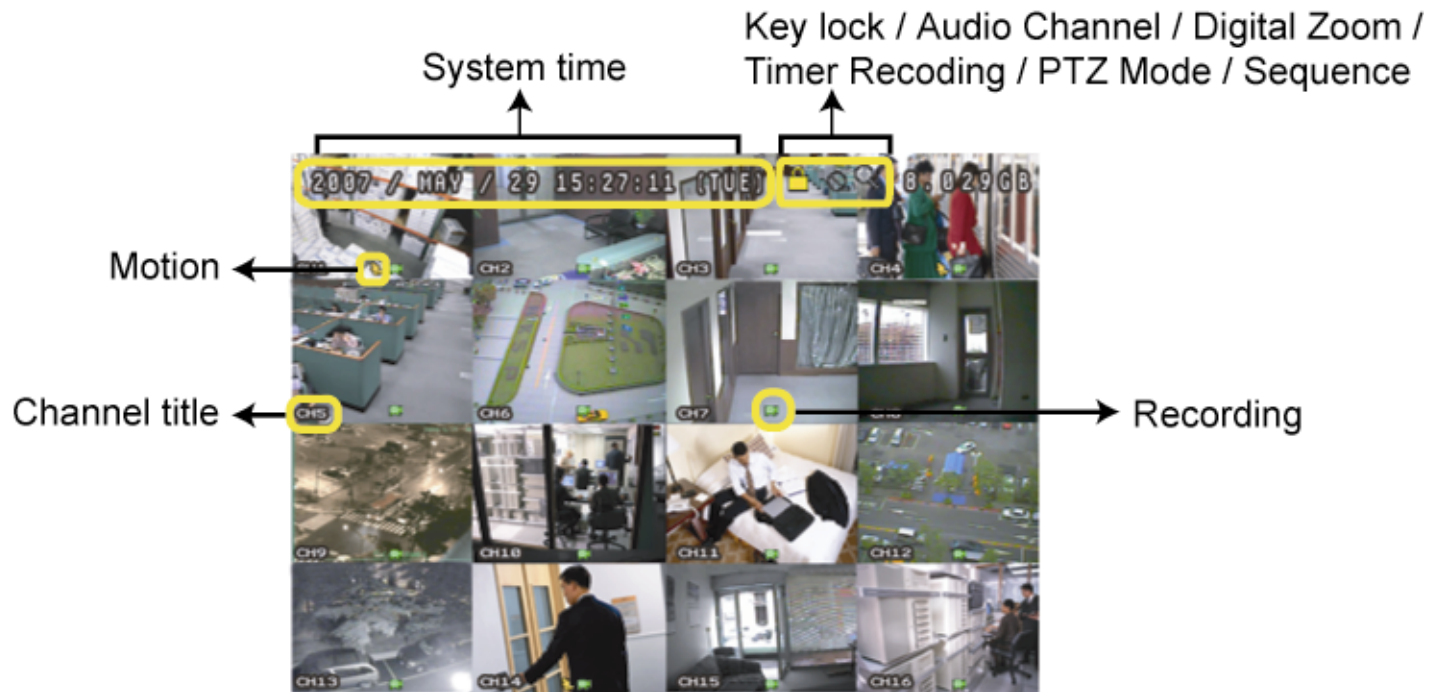 Key lock / Audio Channel / Digital Zoom /
Timer Recoding / PTZ Mode / Sequence
System time
2007 / MAY / 29 15:27:11 (TUE) 8.029GB
Motion
CH2 CH3 CH4
Channel title
CH5 CH6 CH7
Recording
CH9 CH10 CH11 CH12
CH13 CH14 CH15 CH16